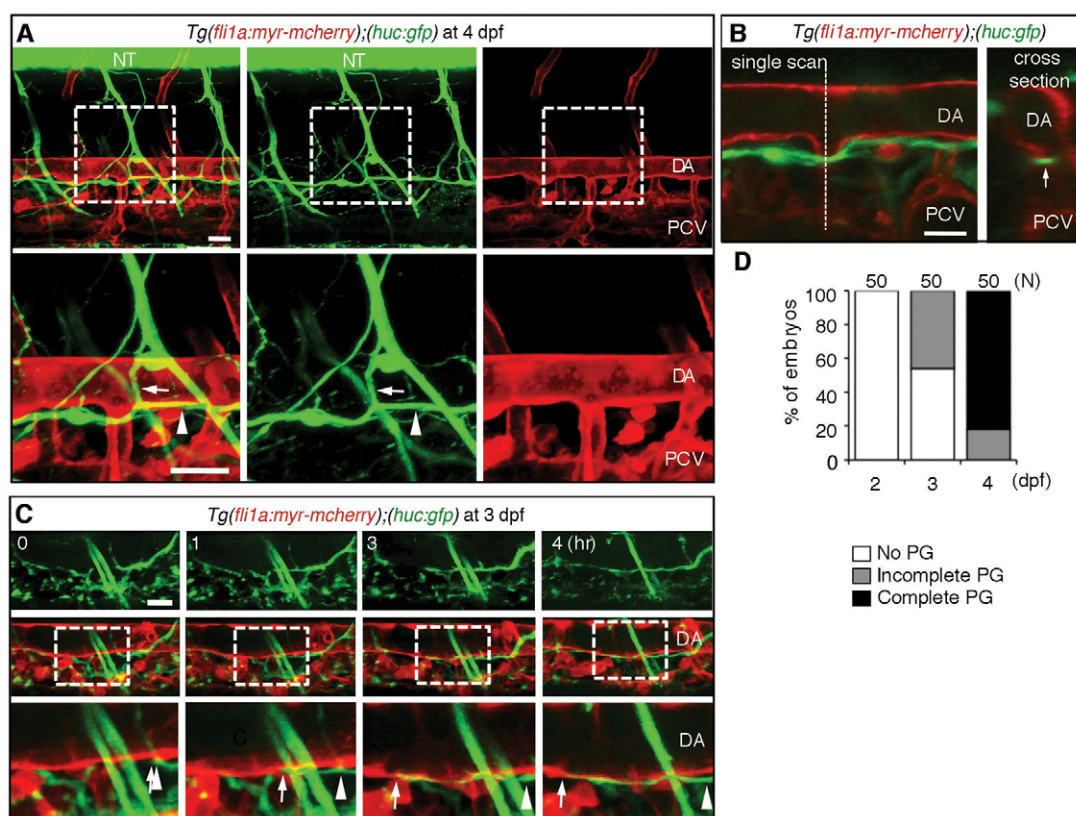 A
Tg(fli1a:myr-mcherry);(huc:gfp) at 4 dpf
NT
NT
DA
PCV
DA
PCV
B
Tg(fli1a:myr-mcherry);(huc:gfp)
single scan
DA
PCV
cross
section
DA
PCV
C
Tg(fli1a:myr-mcherry);(huc:gfp) at 3 dpf
0
1
3
4 (hr)
DA
C
DA
D
50
50
50
(N)
% of embryos
100
80
60
40
20
0
2
3
4
(dpf)
No PG
Incomplete PG
Complete PG